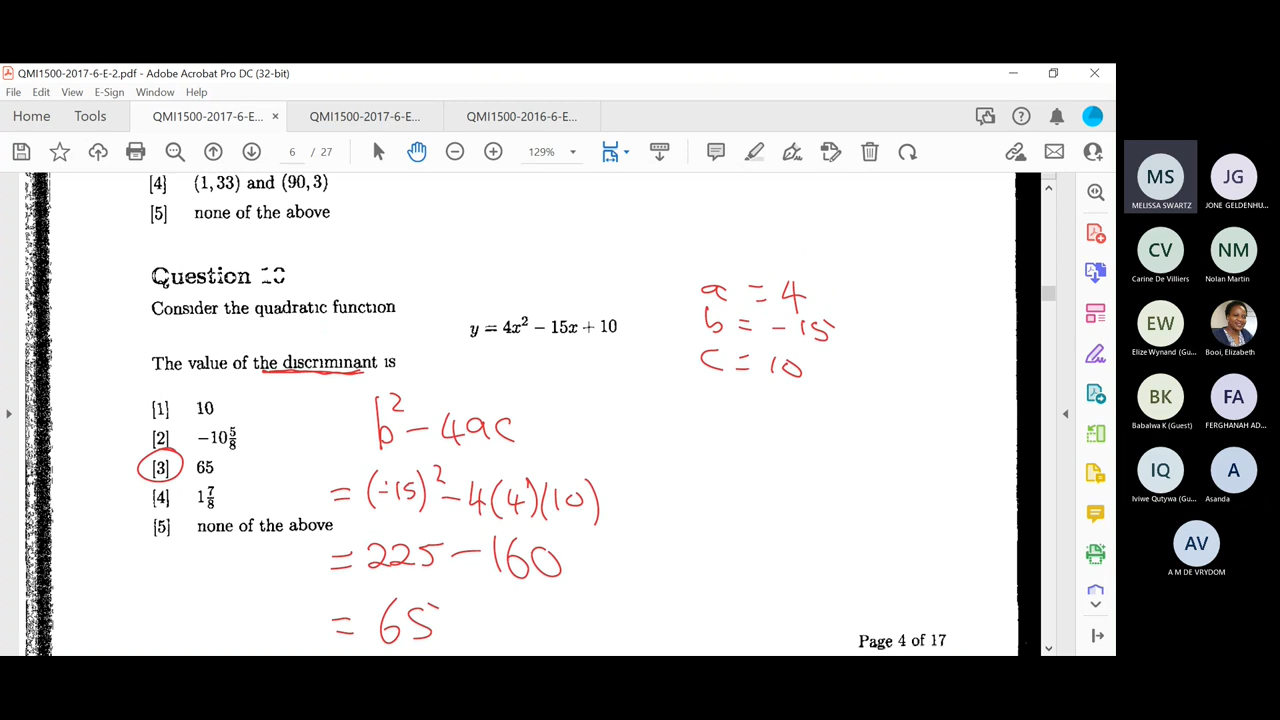 QMI1500-2017-6-E-2.pdf - Adobe Acrobat Pro DC (32-bit)
File Edit View E-Sign Window Help
Home Tools QMI1500-2017-6-E... × QMI1500-2017-6-E... QMI1500-2016-6-E...
6 / 27 129%
[4] (1,33) and (90,3)
[5] none of the above
Question 10
Consider the quadratic function
y = 4x² − 15x + 10
The value of the discriminant is
[1] 10
[2] −10 5/8
[3] 65
[4] 1 7/8
[5] none of the above
a = 4
b = -15
c = 10
b² - 4ac
= (-15)² - 4(4)(10)
= 225 - 160
= 65
Page 4 of 17
MS
MELISSA SWARTZ
JG
JONE GELDENHU...
CV
Carine De Villiers
NM
Nolan Martin
EW
Elize Wynand (Gu...
Booi, Elizabeth
BK
Babalwa K (Guest)
FA
FERGHANAH AD...
IQ
Iviwe Qutywa (Gu...
A
Asanda
AV
A M DE VRYDOM